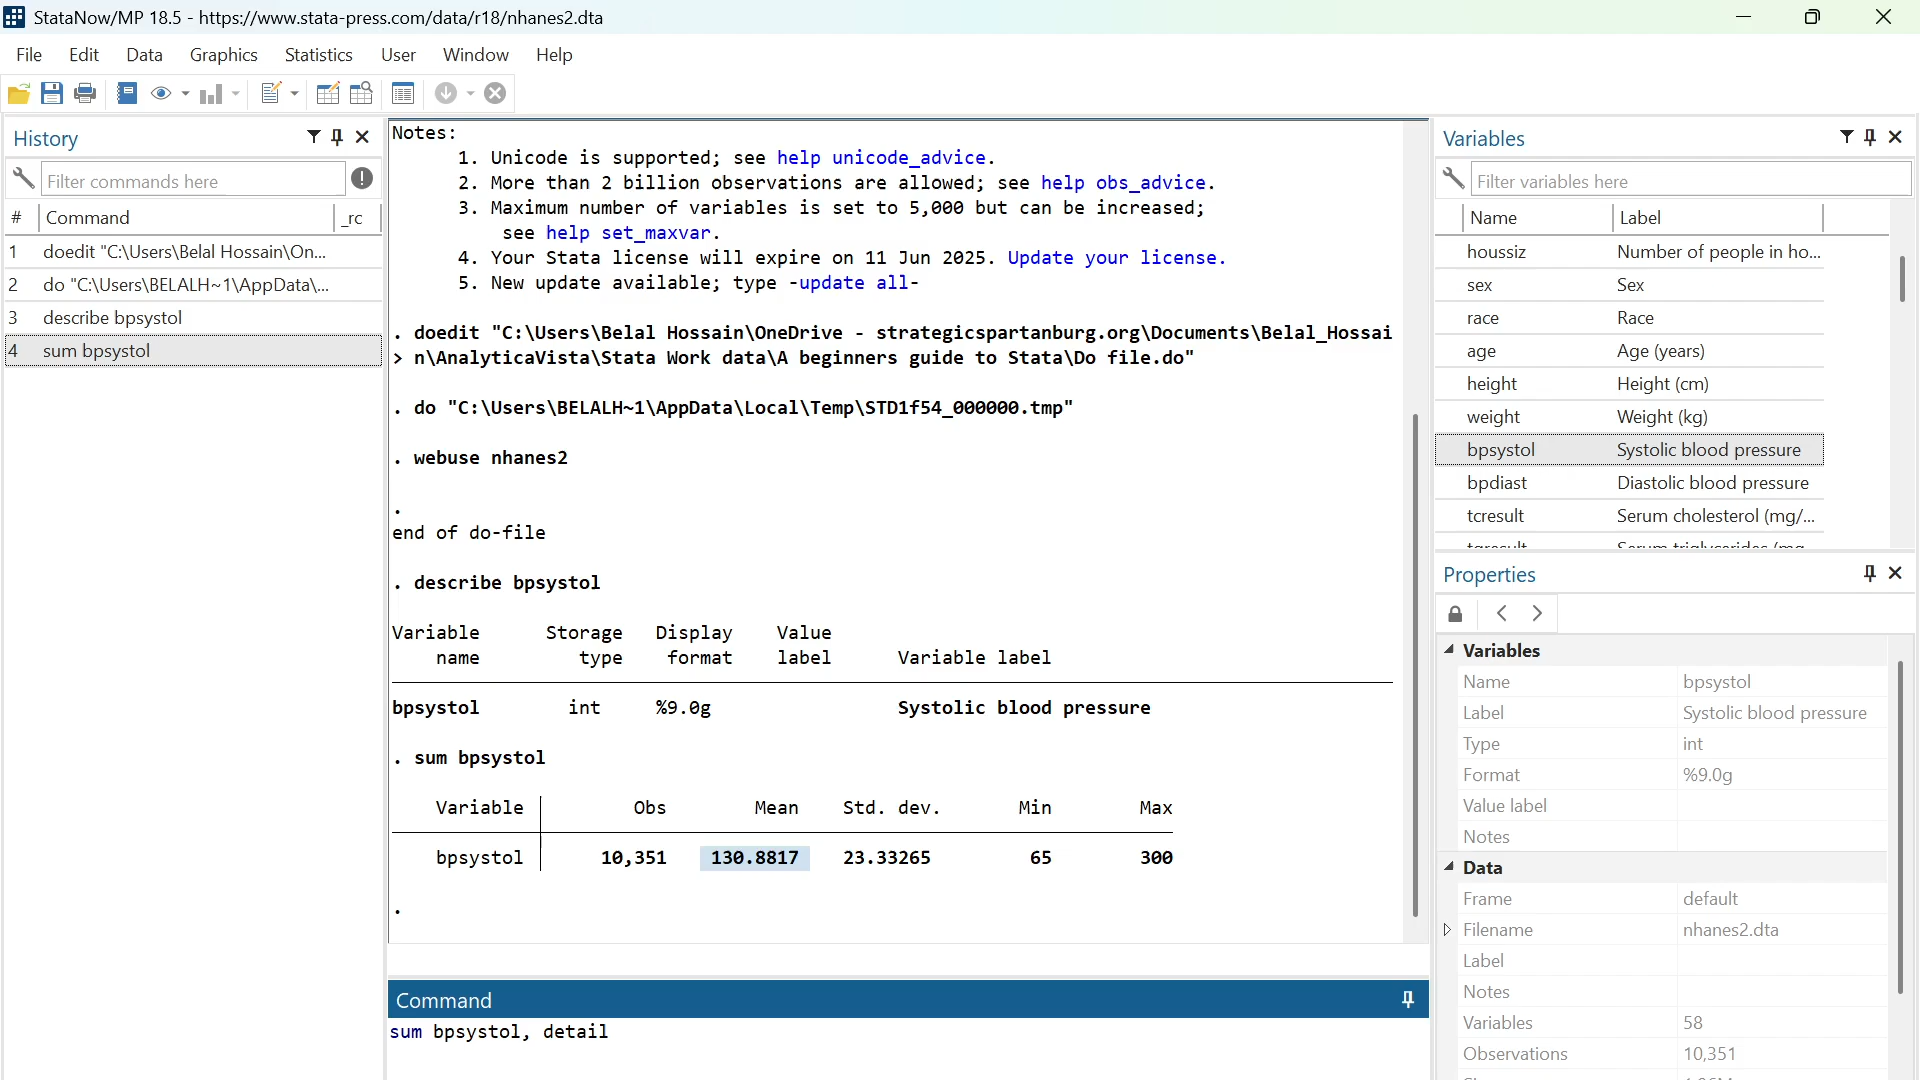 StataNow/MP 18.5 - https://www.stata-press.com/data/r18/nhanes2.dta
File Edit Data Graphics Statistics User Window Help
History
Filter commands here
# Command _rc
1 doedit "C:\Users\Belal Hossain\On...
2 do "C:\Users\BELALH~1\AppData\...
3 describe bpsystol
4 sum bpsystol
Notes:
1. Unicode is supported; see help unicode_advice.
2. More than 2 billion observations are allowed; see help obs_advice.
3. Maximum number of variables is set to 5,000 but can be increased;
see help set_maxvar.
4. Your Stata license will expire on 11 Jun 2025. Update your license.
5. New update available; type -update all-
. doedit "C:\Users\Belal Hossain\OneDrive - strategicspartanburg.org\Documents\Belal_Hossai
> n\AnalyticaVista\Stata Work data\A beginners guide to Stata\Do file.do"
. do "C:\Users\BELALH~1\AppData\Local\Temp\STD1f54_000000.tmp"
. webuse nhanes2
.
end of do-file
. describe bpsystol
Variable Storage Display Value
name type format label Variable label
bpsystol int %9.0g Systolic blood pressure
. sum bpsystol
Variable Obs Mean Std. dev. Min Max
bpsystol 10,351 130.8817 23.33265 65 300
.
Command
sum bpsystol, detail
Variables
Filter variables here
Name Label
houssiz Number of people in ho...
sex Sex
race Race
age Age (years)
height Height (cm)
weight Weight (kg)
bpsystol Systolic blood pressure
bpdiast Diastolic blood pressure
tcresult Serum cholesterol (mg/...
Properties
Variables
Name bpsystol
Label Systolic blood pressure
Type int
Format %9.0g
Value label
Notes
Data
Frame default
Filename nhanes2.dta
Label
Notes
Variables 58
Observations 10,351